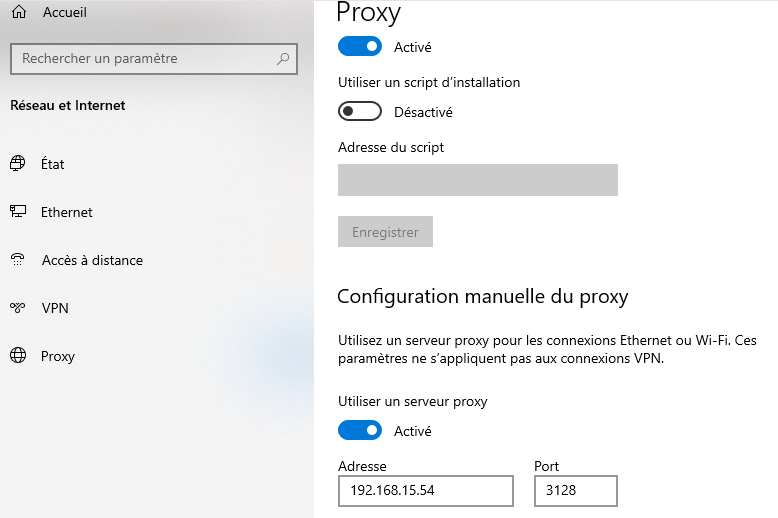 Accueil
Rechercher un paramètre
Réseau et Internet
État
Ethernet
Accès à distance
VPN
Proxy
Proxy
Activé
Utiliser un script d’installation
Désactivé
Adresse du script
Enregistrer
Configuration manuelle du proxy
Utilisez un serveur proxy pour les connexions Ethernet ou Wi-Fi. Ces
paramètres ne s’appliquent pas aux connexions VPN.
Utiliser un serveur proxy
Activé
Adresse Port
192.168.15.54 3128